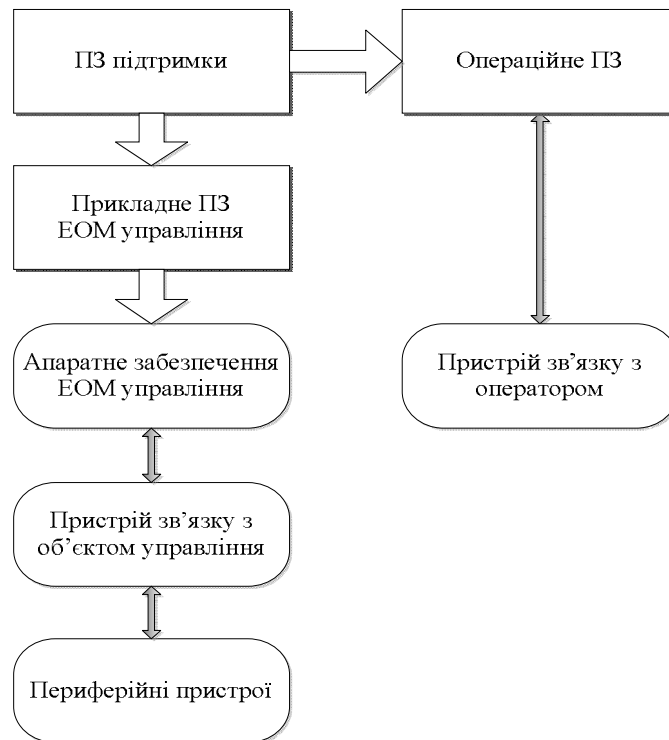 ПЗ підтримки
Операційне ПЗ
Прикладне ПЗ
ЕОМ управління
Апаратне забезпечення
ЕОМ управління
Пристрій зв’язку з
оператором
Пристрій зв’язку з
об’єктом управління
Периферійні пристрої